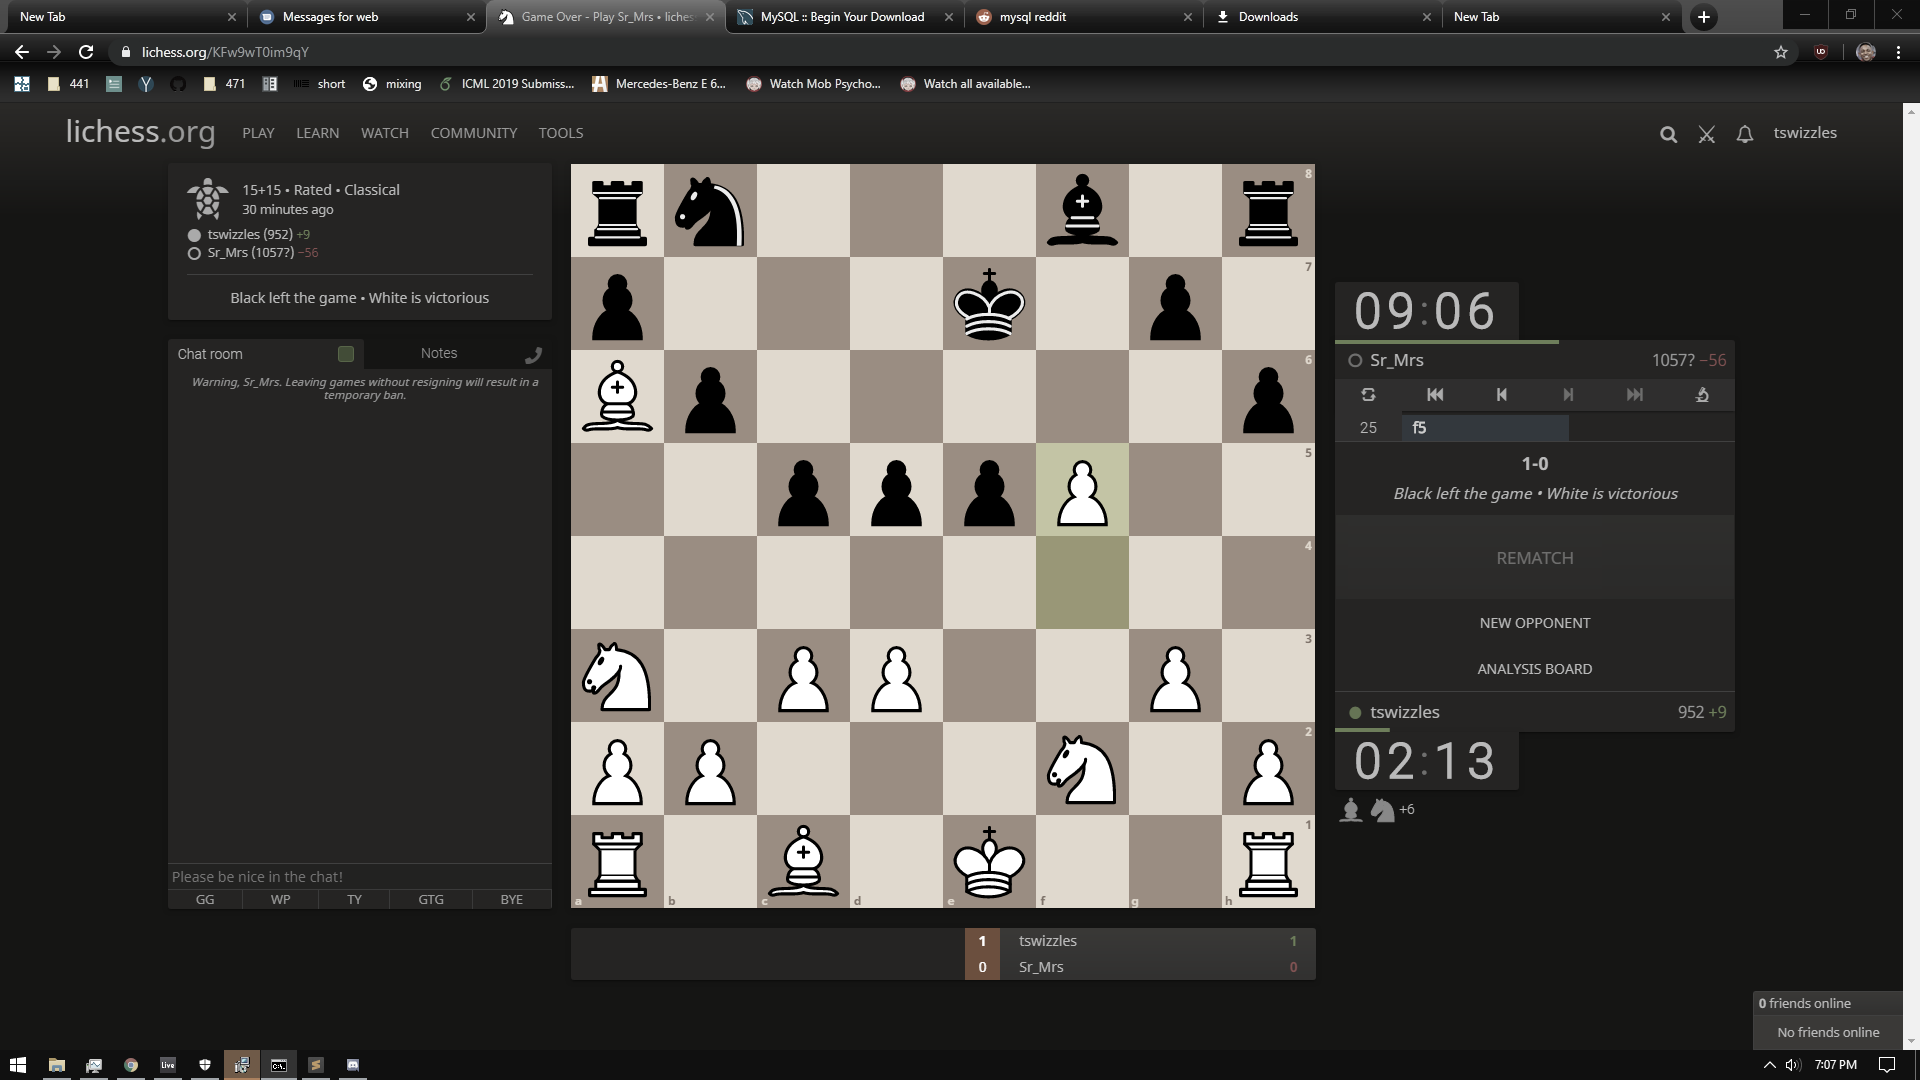 New Tab
Messages for web
Game Over - Play Sr_Mrs • lichess
MySQL :: Begin Your Download
mysql reddit
Downloads
New Tab
lichess.org/KFw9wT0im9qY
441
471
short
mixing
ICML 2019 Submiss...
Mercedes-Benz E 6...
Watch Mob Psycho...
Watch all available...
lichess.org
PLAY
LEARN
WATCH
COMMUNITY
TOOLS
tswizzles
15+15 • Rated • Classical
30 minutes ago
tswizzles (952) +9
Sr_Mrs (1057?) −56
Black left the game • White is victorious
Chat room
Notes
Warning, Sr_Mrs. Leaving games without resigning will result in a
temporary ban.
Please be nice in the chat!
GG
WP
TY
GTG
BYE
8
7
6
5
4
3
2
1
a
b
c
d
e
f
g
h
1 tswizzles 1
0 Sr_Mrs 0
09:06
Sr_Mrs 1057? −56
25 f5
1-0
Black left the game • White is victorious
REMATCH
NEW OPPONENT
ANALYSIS BOARD
tswizzles 952 +9
02:13
+6
0 friends online
No friends online
Live
C:\.
7:07 PM